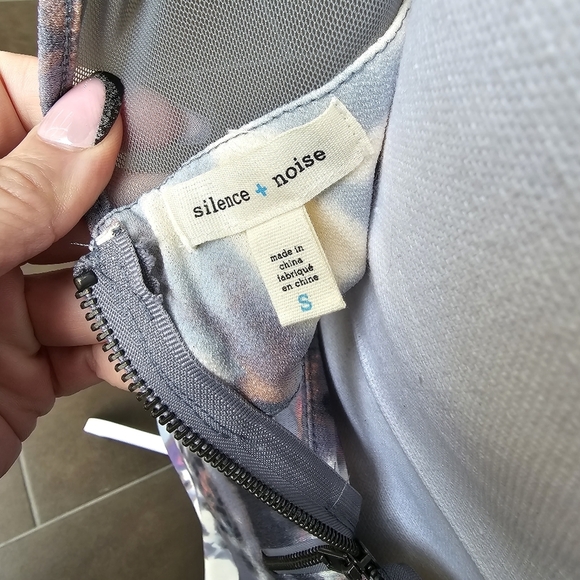 silence + noise
made in
china
fabriqué
en chine
S